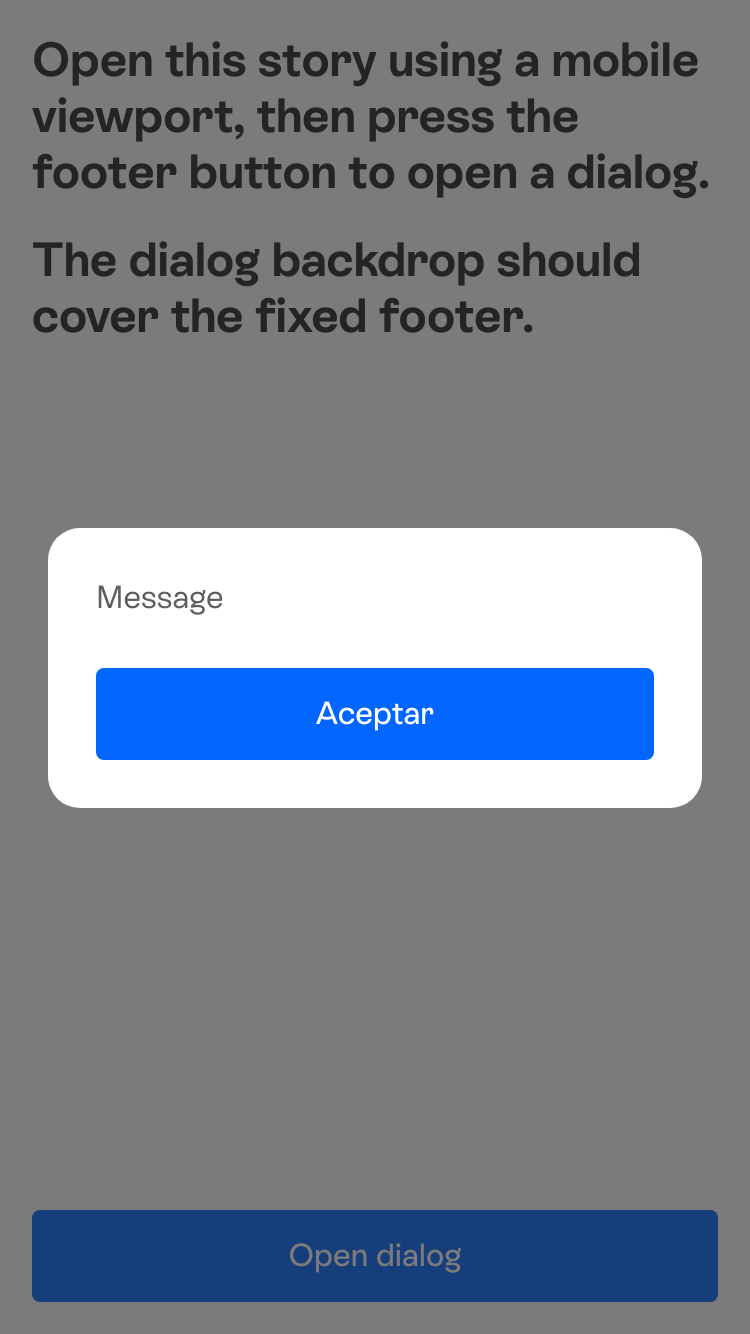 Open this story using a mobile
viewport, then press the
footer button to open a dialog.
The dialog backdrop should
cover the fixed footer.
Message
Aceptar
Open dialog